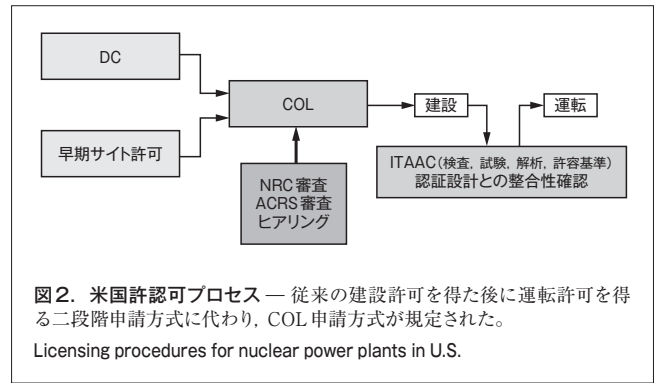 DC
早期サイト許可
COL
NRC審査
ACRS審査
ヒアリング
建設
運転
ITAAC(検査, 試験, 解析, 許容基準)
認証設計との整合性確認
図2. 米国許認可プロセス — 従来の建設許可を得た後に運転許可を得
る二段階申請方式に代わり, COL申請方式が規定された。
Licensing procedures for nuclear power plants in U.S.